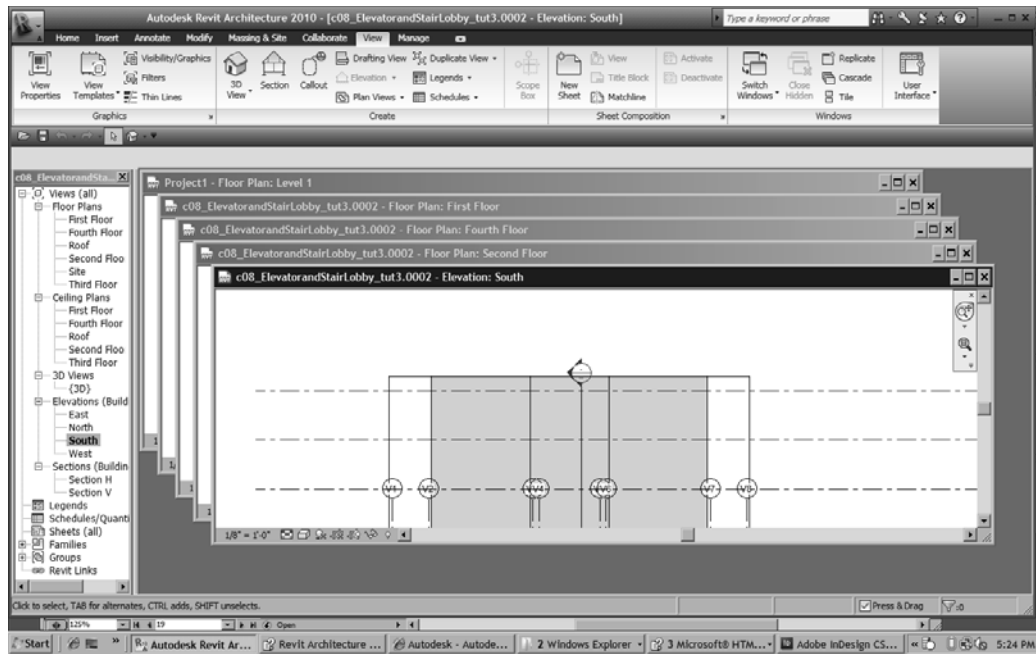 Autodesk Revit Architecture 2010 - [c08_ElevatorandStairLobby_tut3.0002 - Elevation: South]
Type a keyword or phrase
Home Insert Annotate Modify Massing & Site Collaborate View Manage
View Properties
View Templates
Visibility/Graphics
Filters
Thin Lines
3D View
Section
Callout
Drafting View
Elevation
Plan Views
Duplicate View
Legends
Schedules
Scope Box
New Sheet
View
Title Block
Matchline
Activate
Deactivate
Switch Windows
Close Hidden
Replicate
Cascade
Tile
User Interface
Graphics Create Sheet Composition Windows
c08_ElevatorandSta...
Views (all)
Floor Plans
First Floor
Fourth Floor
Roof
Second Floo
Site
Third Floor
Ceiling Plans
First Floor
Fourth Floor
Roof
Second Floo
Third Floor
3D Views
{3D}
Elevations (Build
East
North
South
West
Sections (Buildin
Section H
Section V
Legends
Schedules/Quanti
Sheets (all)
Families
Groups
Revit Links
Project1 - Floor Plan: Level 1
c08_ElevatorandStairLobby_tut3.0002 - Floor Plan: First Floor
c08_ElevatorandStairLobby_tut3.0002 - Floor Plan: Fourth Floor
c08_ElevatorandStairLobby_tut3.0002 - Floor Plan: Second Floor
c08_ElevatorandStairLobby_tut3.0002 - Elevation: South
V1 V2 V4 V6 V7
1/8" = 1'-0"
Click to select, TAB for alternates, CTRL adds, SHIFT unselects.
Press & Drag
:0
125% 19 Open
Start
Autodesk Revit Ar...
Revit Architecture ...
Autodesk - Autode...
2 Windows Explorer
3 Microsoft® HTM...
Adobe InDesign CS...
5:24 PM